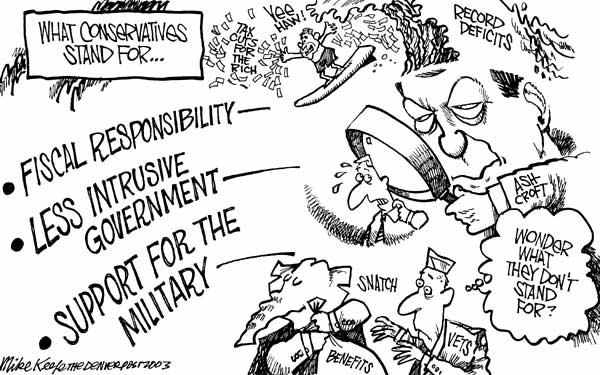 WHAT CONSERVATIVES
STAND FOR...
TAX
CUTS
FOR
THE
RICH
YEE
HAW!
RECORD
DEFICITS
• FISCAL RESPONSIBILITY
• LESS INTRUSIVE
GOVERNMENT
• SUPPORT FOR THE
MILITARY
ASH
CROFT
WONDER
WHAT
THEY DON'T
STAND
FOR?
SNATCH
VETS
BENEFITS
Mike Keefe THE DENVER POST 2003